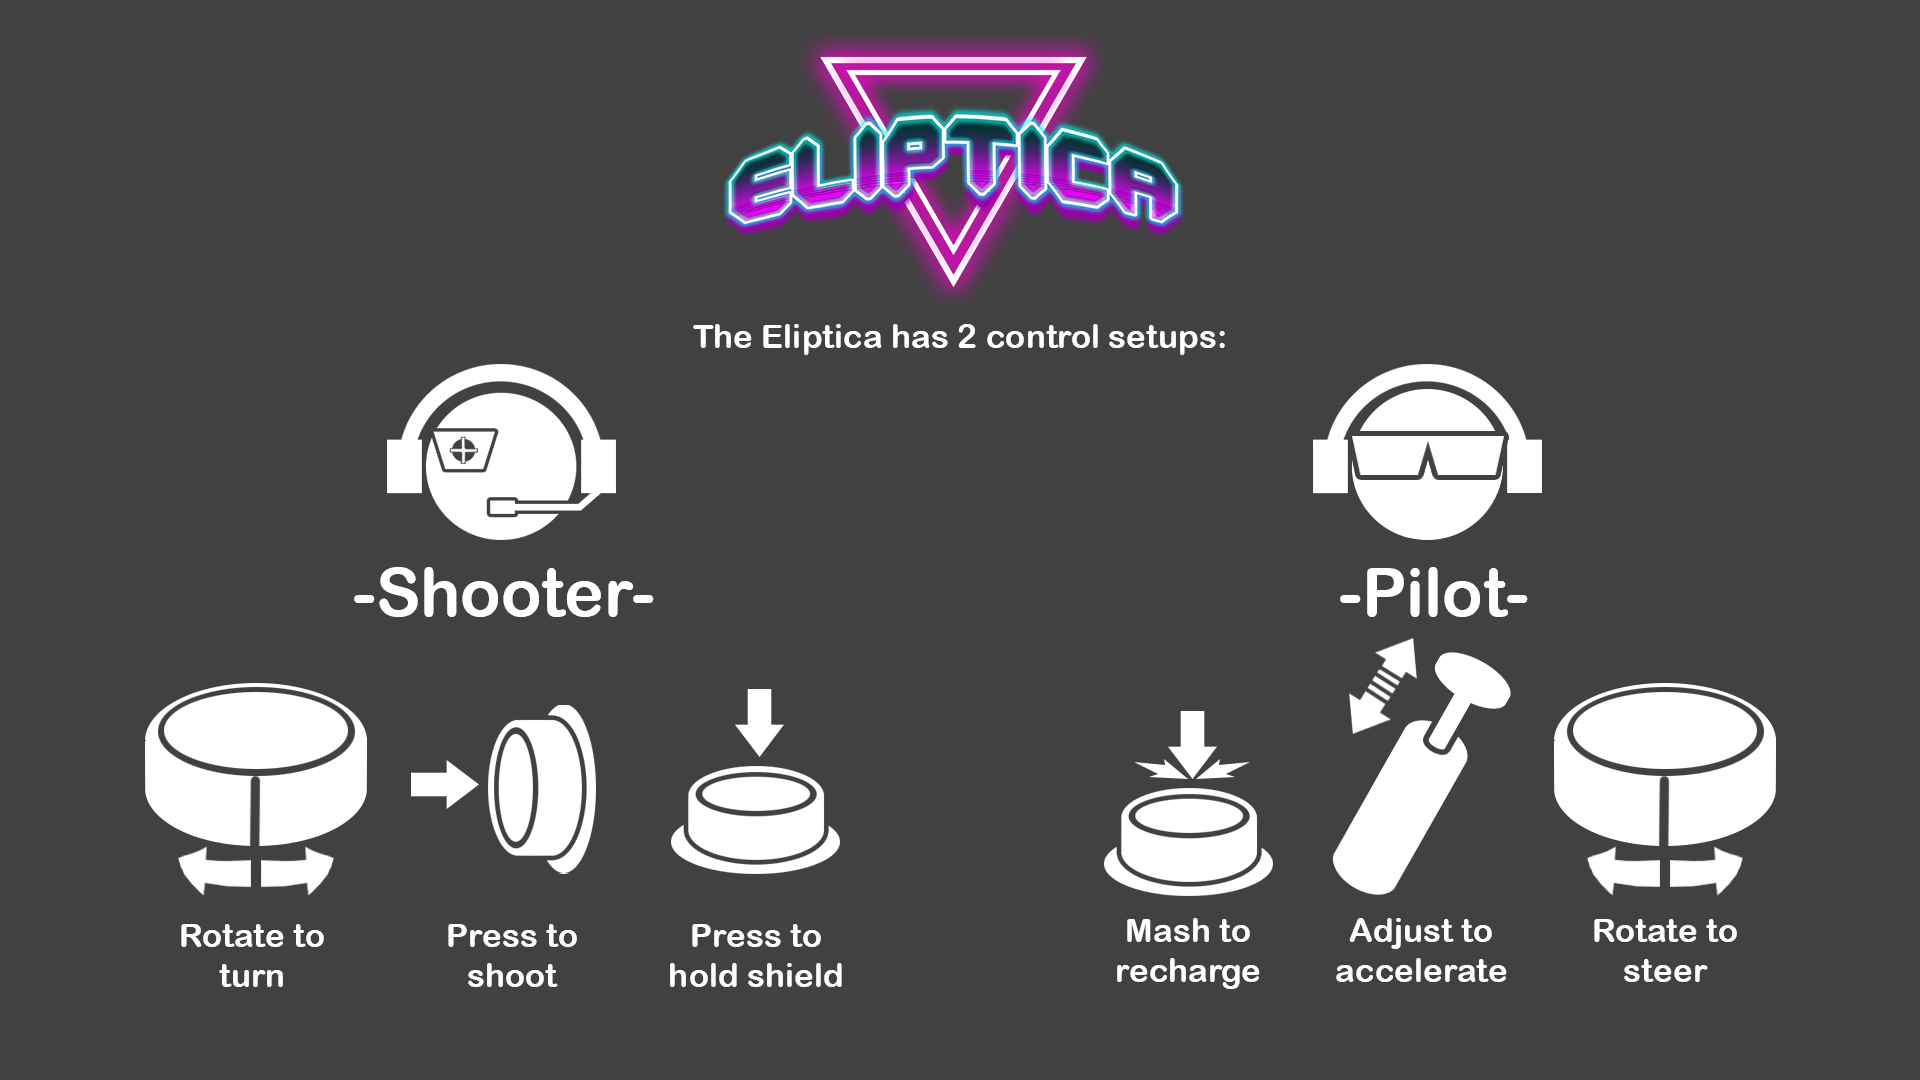 ELIPTICA
The Eliptica has 2 control setups:
-Shooter-
Rotate to
turn
Press to
shoot
Press to
hold shield
-Pilot-
Mash to
recharge
Adjust to
accelerate
Rotate to
steer